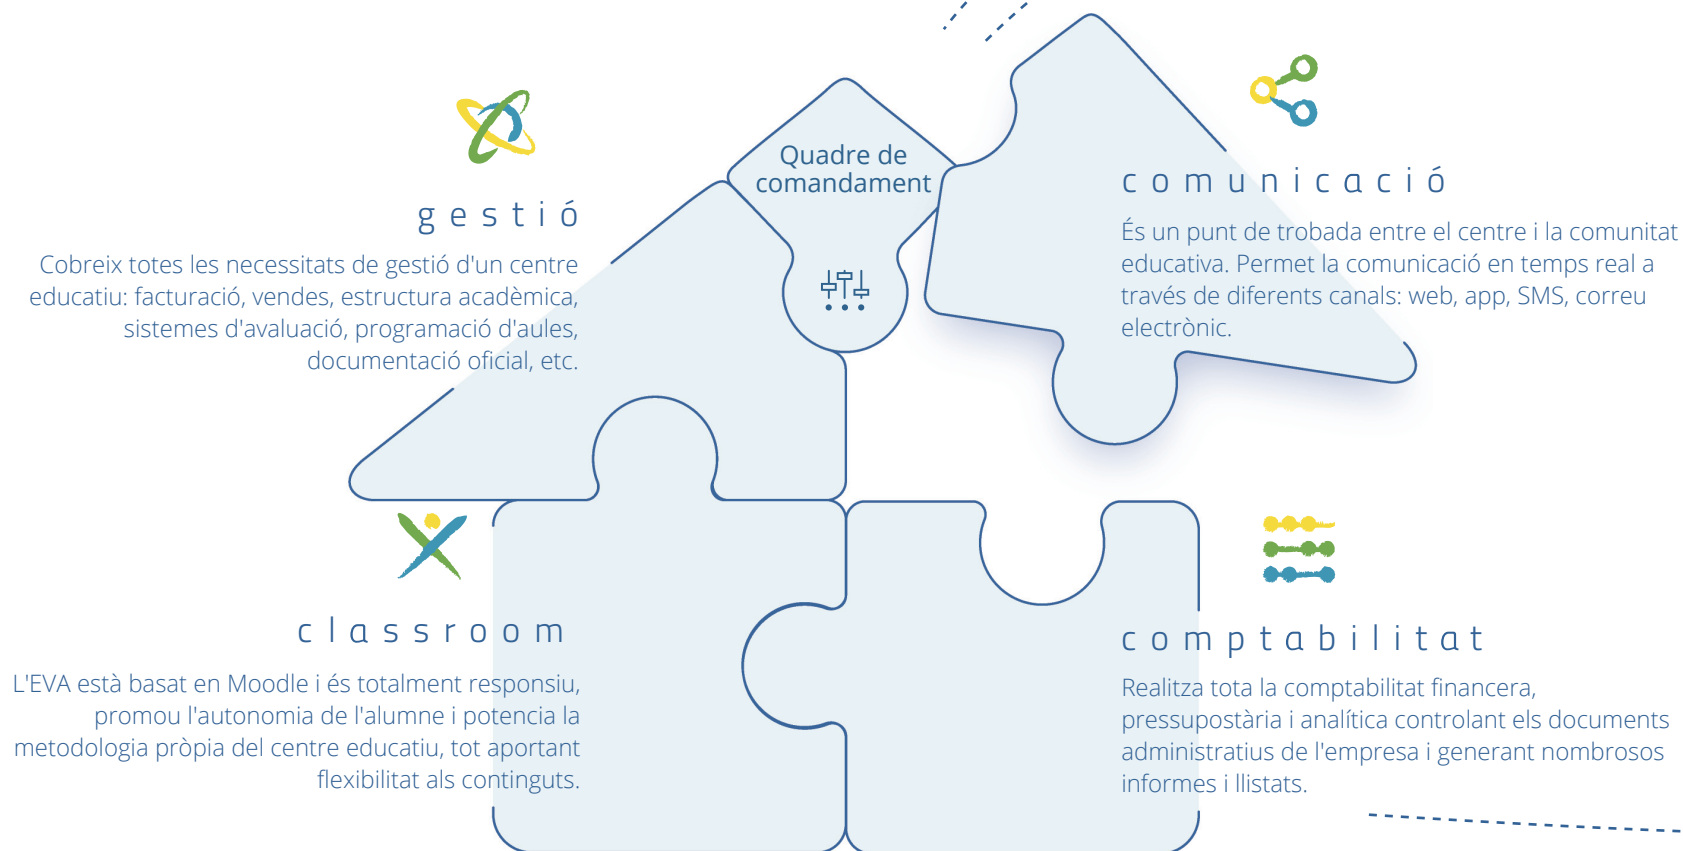 Quadre de
comandament
gestió
Cobreix totes les necessitats de gestió d'un centre
educatiu: facturació, vendes, estructura acadèmica,
sistemes d'avaluació, programació d'aules,
documentació oficial, etc.
comunicació
És un punt de trobada entre el centre i la comunitat
educativa. Permet la comunicació en temps real a
través de diferents canals: web, app, SMS, correu
electrònic.
classroom
L'EVA està basat en Moodle i és totalment responsiu,
promou l'autonomia de l'alumne i potencia la
metodologia pròpia del centre educatiu, tot aportant
flexibilitat als continguts.
comptabilitat
Realitza tota la comptabilitat financera,
pressupostària i analítica controlant els documents
administratius de l'empresa i generant nombrosos
informes i llistats.